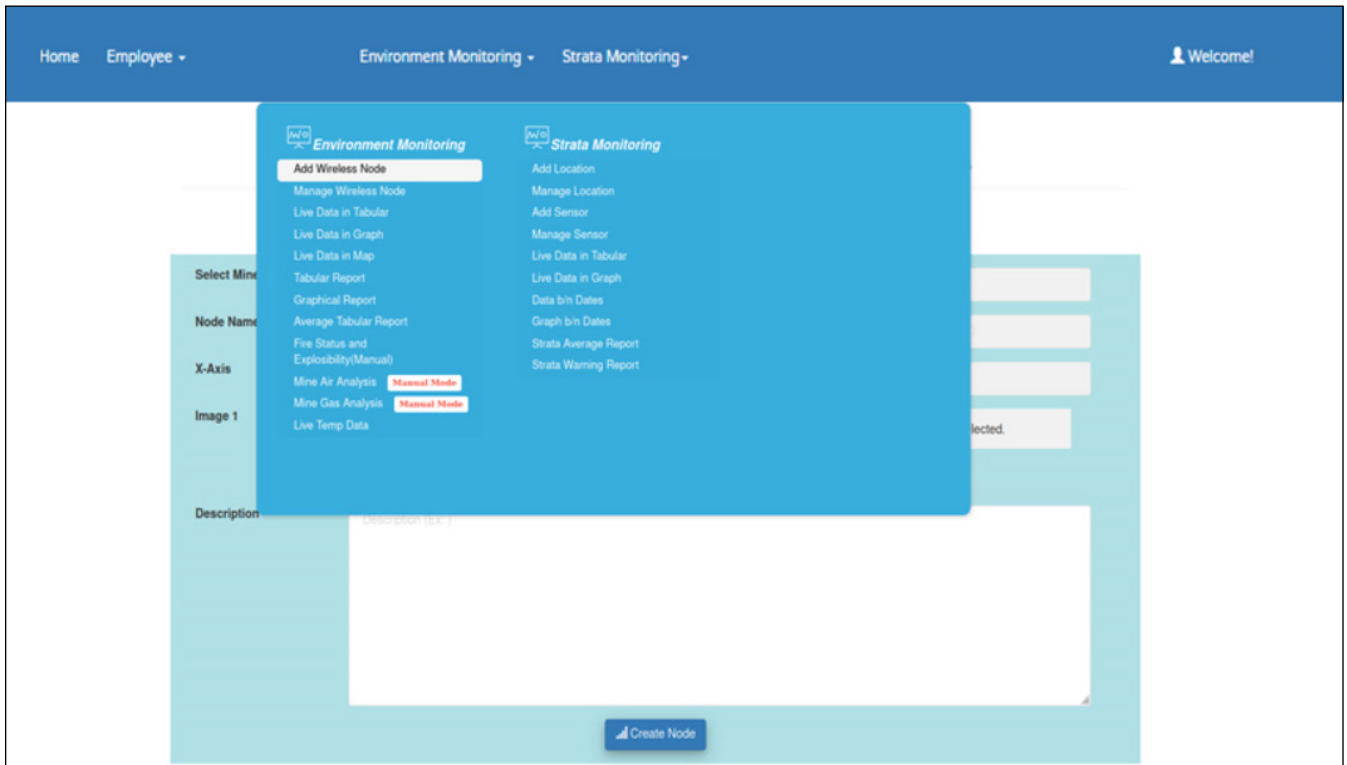 Home Employee Environment Monitoring Strata Monitoring Welcome!
Environment Monitoring
Add Wireless Node
Manage Wireless Node
Live Data in Tabular
Live Data in Graph
Live Data in Map
Tabular Report
Graphical Report
Average Tabular Report
Fire Status and
Explosibility(Manual)
Mine Air Analysis Manual Mode
Mine Gas Analysis Manual Mode
Live Temp Data
Strata Monitoring
Add Location
Manage Location
Add Sensor
Manage Sensor
Live Data in Tabular
Live Data in Graph
Data b/n Dates
Graph b/n Dates
Strata Average Report
Strata Warning Report
Select Mine
Node Name
X-Axis
Image 1
lected.
Description
Description (Ex: )
Create Node